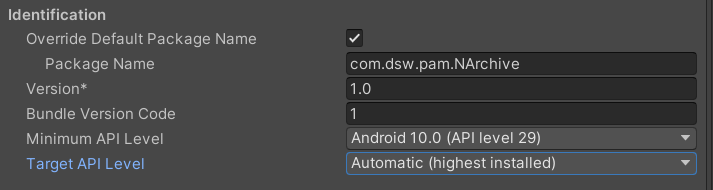 Identification
Override Default Package Name
Package Name com.dsw.pam.NArchive
Version* 1.0
Bundle Version Code 1
Minimum API Level Android 10.0 (API level 29)
Target API Level Automatic (highest installed)